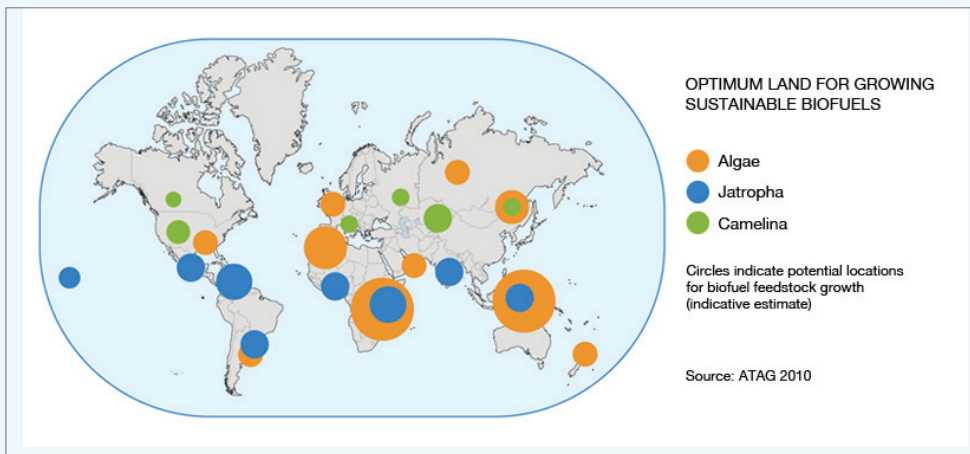 OPTIMUM LAND FOR GROWING
SUSTAINABLE BIOFUELS
Algae
Jatropha
Camelina
Circles indicate potential locations
for biofuel feedstock growth
(indicative estimate)
Source: ATAG 2010